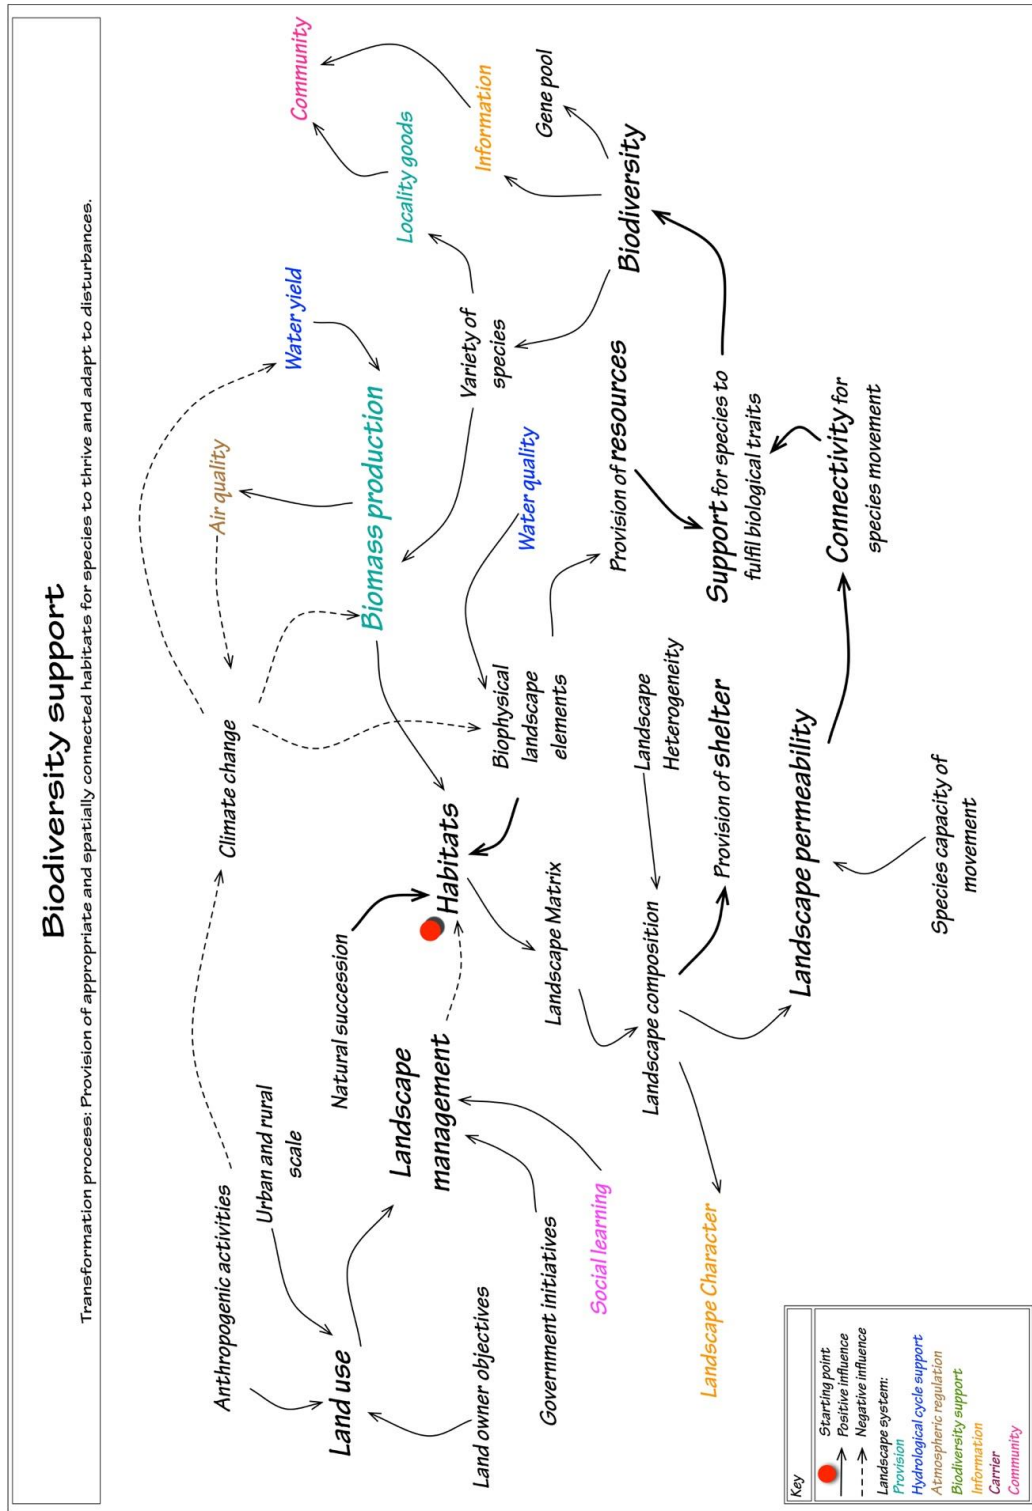 Biodiversity support
Transformation process: Provision of appropriate and spatially connected habitats for species to thrive and adapt to disturbances.
Anthropogenic activities
Climate change
Air quality
Water yield
Community
Urban and rural
scale
Natural succession
Biomass production
Locality goods
Land use
Landscape
management
Habitats
Variety of
species
Information
Land owner objectives
Biophysical
landscape
elements
Water quality
Gene pool
Government initiatives
Landscape Matrix
Social learning
Provision of resources
Biodiversity
Landscape composition
Landscape
Heterogeneity
Landscape Character
Provision of shelter
Support for species to
fulfil biological traits
Landscape permeability
Connectivity for
species movement
Species capacity of
movement
Key
Starting point
Positive influence
Negative influence
Landscape system:
Provision
Hydrological cycle support
Atmospheric regulation
Biodiversity support
Information
Carrier
Community